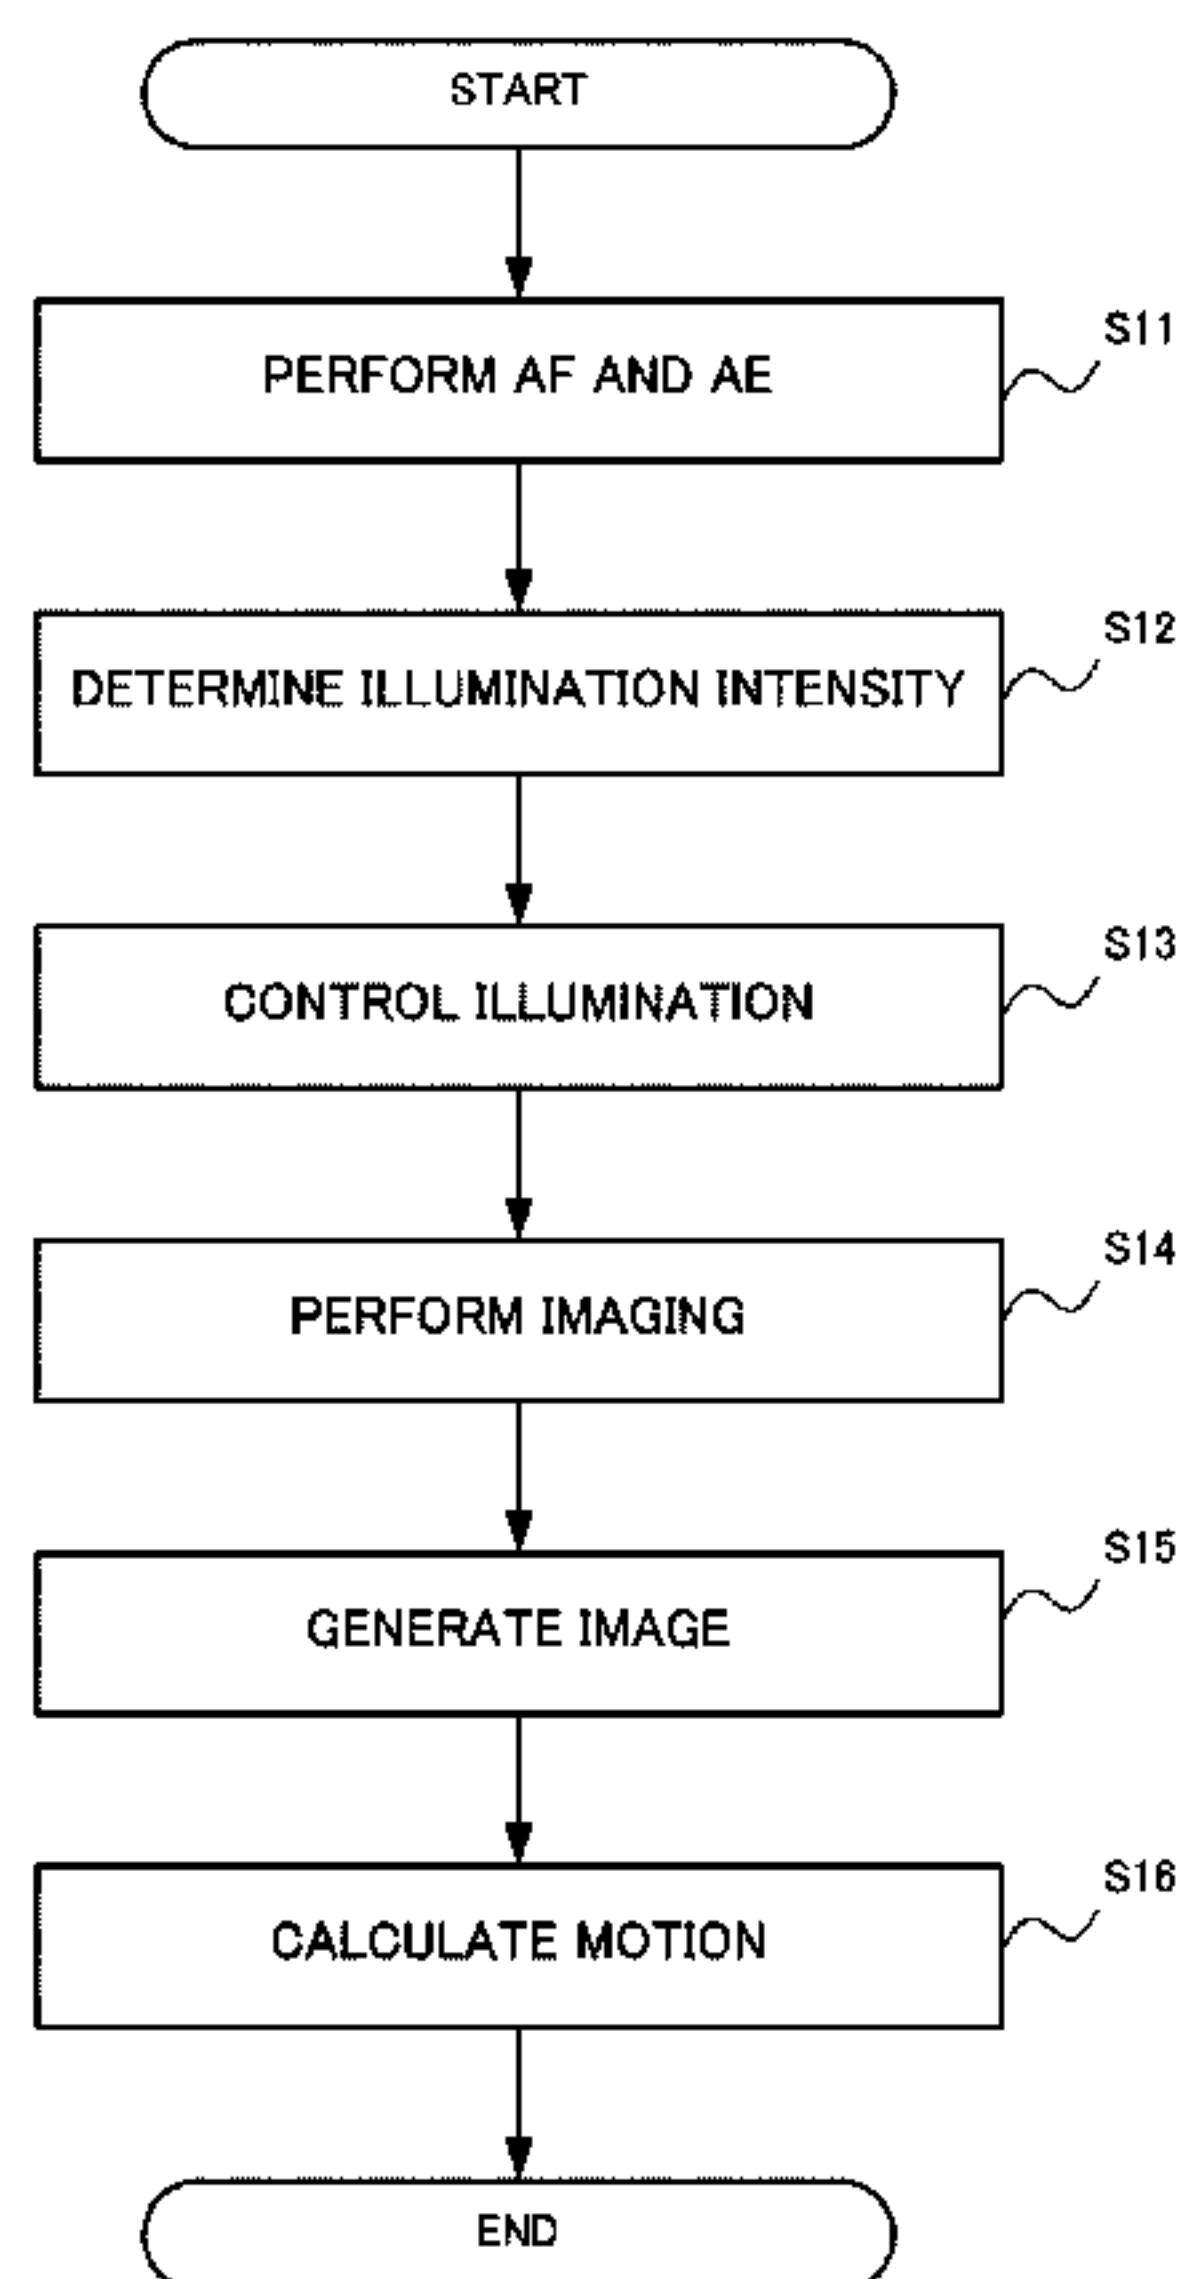 START
PERFORM AF AND AE
S11
DETERMINE ILLUMINATION INTENSITY
S12
CONTROL ILLUMINATION
S13
PERFORM IMAGING
S14
GENERATE IMAGE
S15
CALCULATE MOTION
S16
END